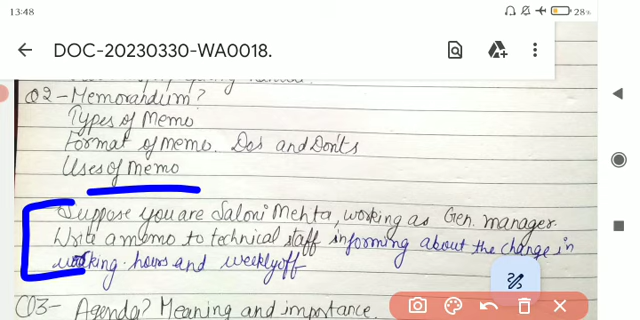 13:48
28%
DOC-20230330-WA0018.
Q2-Memorandum?
Types of Memo
Format of Memo. Dos and Don'ts
Uses of Memo
Suppose you are Saloni Mehta, working as Gen. manager.
Write a memo to technical staff informing about the change in
working hours and weekly off
Q3- Agenda? Meaning and importance.